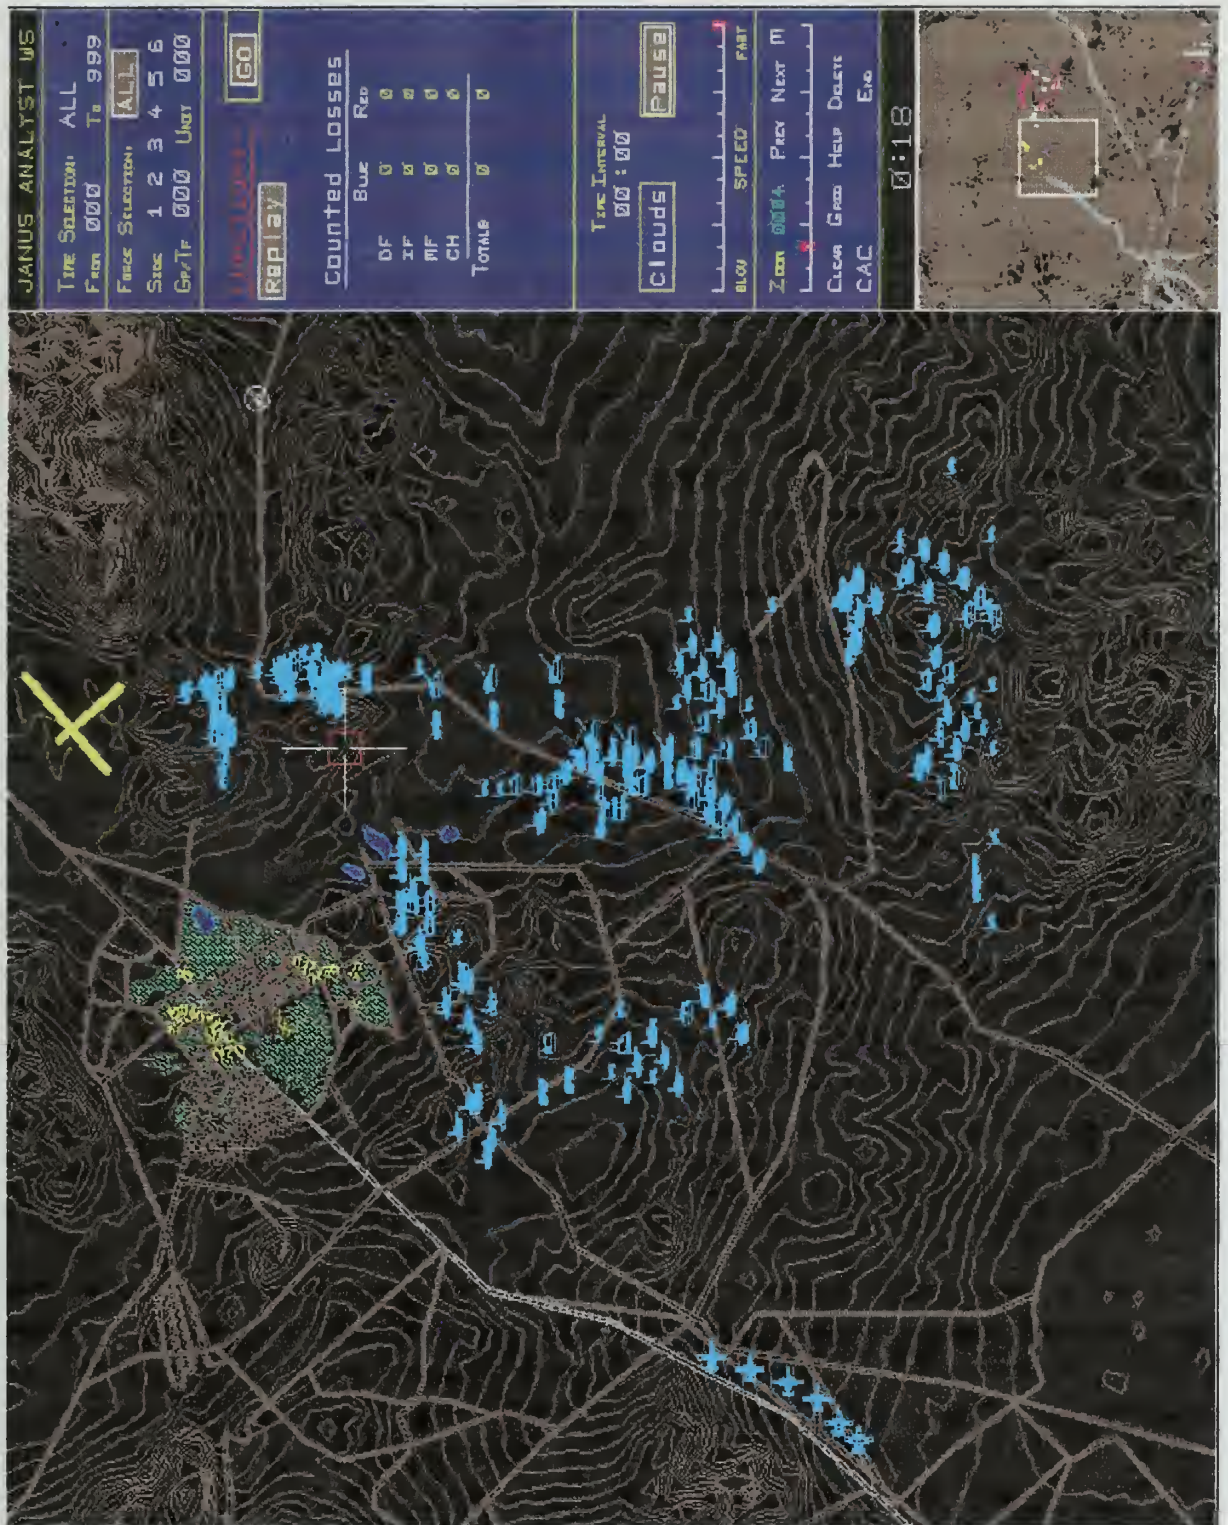 JANUS ANALYST WS
TIME SELECTION: ALL
FROM 000 TO 999
FORCE SELECTION: ALL
SIDE 1 2 3 4 5 6
GP/TF 000 UNIT 000
GO
Replay
Counted Losses
BLUE RED
DF 0 0
IF 0 0
MF 0 0
CH 0 0
TOTALS 0 0
TIME INTERVAL
00:00
Clouds Pause
SLOW SPEED FAST
ZOOM 0004 PREV NEXT M
CLEAR GRID HELP DELETE
CAC END
0:18